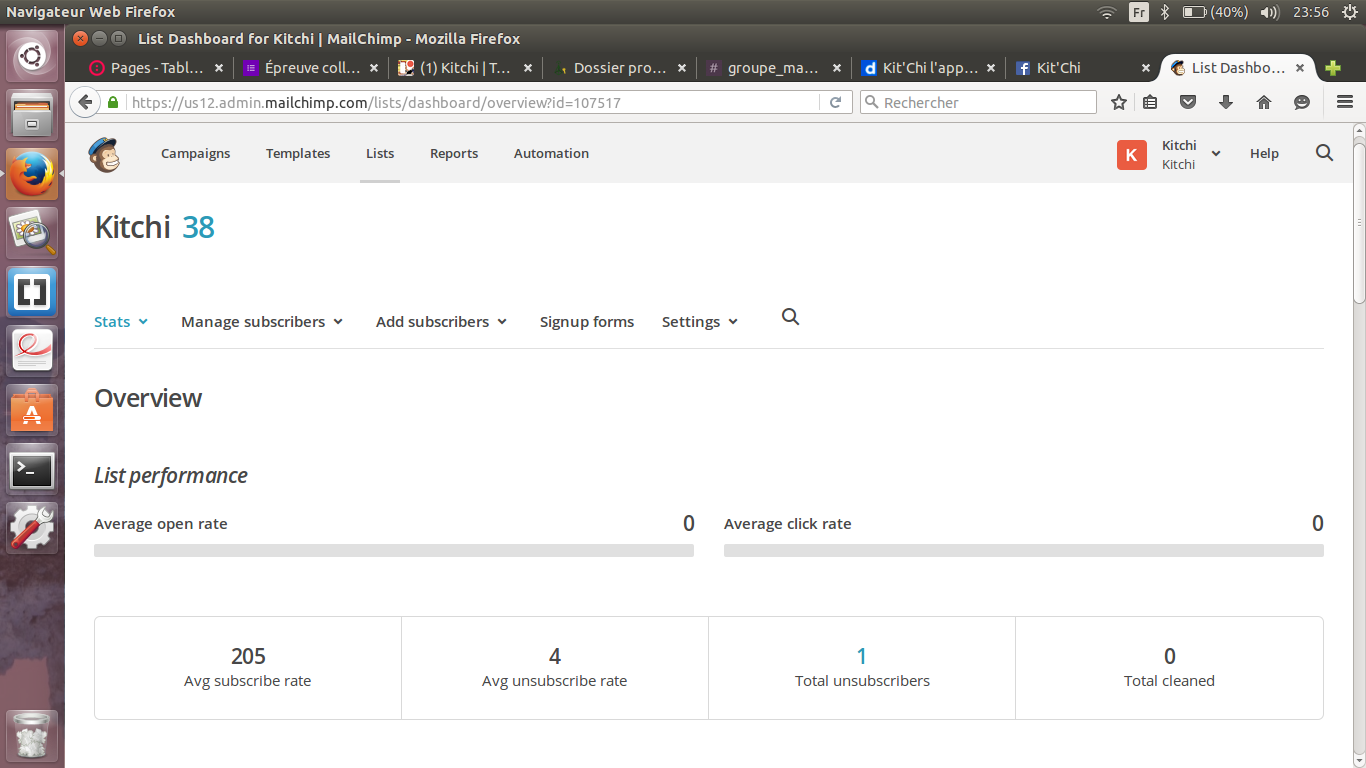 Navigateur Web Firefox
Fr (40%) 23:56
List Dashboard for Kitchi | MailChimp - Mozilla Firefox
Pages - Tabl... Épreuve coll... (1) Kitchi | T... Dossier pro... groupe_ma... Kit'Chi l'app... Kit'Chi List Dashbo...
https://us12.admin.mailchimp.com/lists/dashboard/overview?id=107517 Rechercher
Campaigns Templates Lists Reports Automation K Kitchi Help
Kitchi
Kitchi 38
Stats Manage subscribers Add subscribers Signup forms Settings
Overview
List performance
Average open rate 0 Average click rate 0
205 4 1 0
Avg subscribe rate Avg unsubscribe rate Total unsubscribers Total cleaned